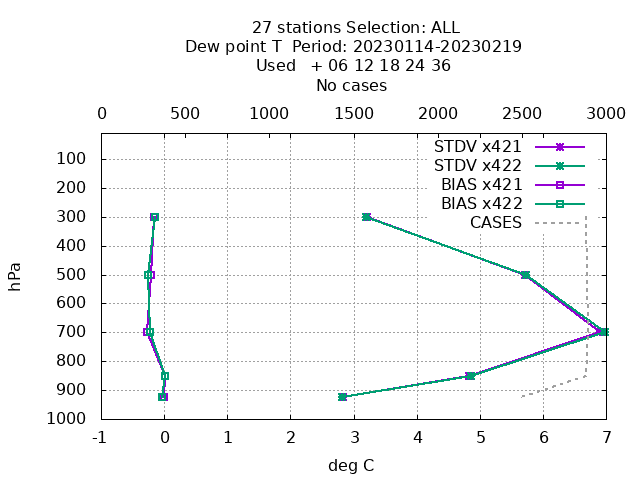 27 stations Selection: ALL
Dew point T  Period: 20230114-20230219
Used   + 06 12 18 24 36
No cases
0 500 1000 1500 2000 2500 3000
STDV x421
STDV x422
BIAS x421
BIAS x422
CASES
100
200
300
400
500
600
700
800
900
1000
hPa
-1 0 1 2 3 4 5 6 7
deg C